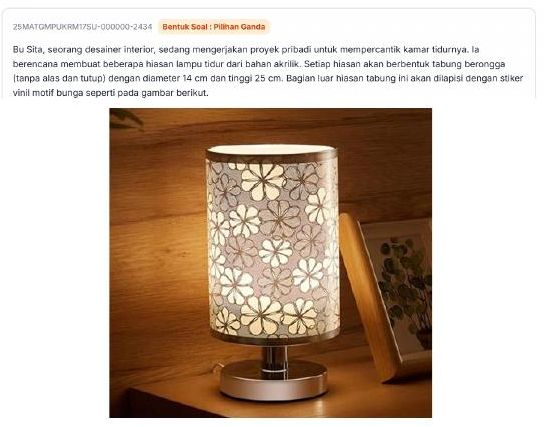 25MATGMPUKRM17SU-000000-2434 Bentuk Soal : Pilihan Ganda
Bu Sita, seorang desainer interior, sedang mengerjakan proyek pribadi untuk mempercantik kamar tidurnya. Ia
berencana membuat beberapa hiasan lampu tidur dari bahan akrilik. Setiap hiasan akan berbentuk tabung berongga
(tanpa alas dan tutup) dengan diameter 14 cm dan tinggi 25 cm. Bagian luar hiasan tabung ini akan dilapisi dengan stiker
vinil motif bunga seperti pada gambar berikut.